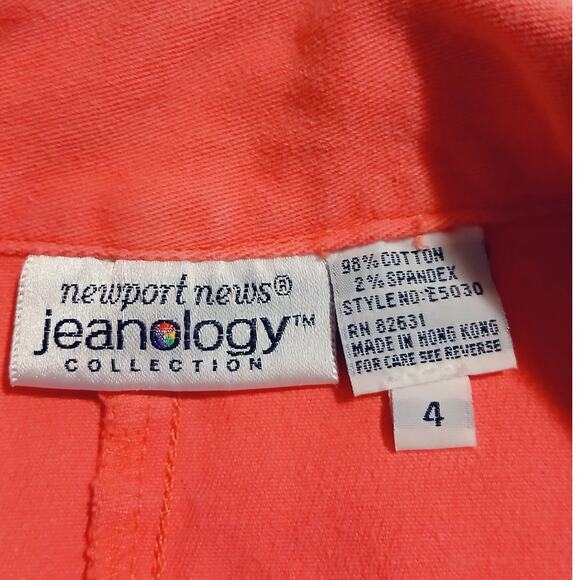 newport news®
jeanology™
COLLECTION
98% COTTON
2% SPANDEX
STYLE NO: E5030
RN 82631
MADE IN HONG KONG
FOR CARE SEE REVERSE
4